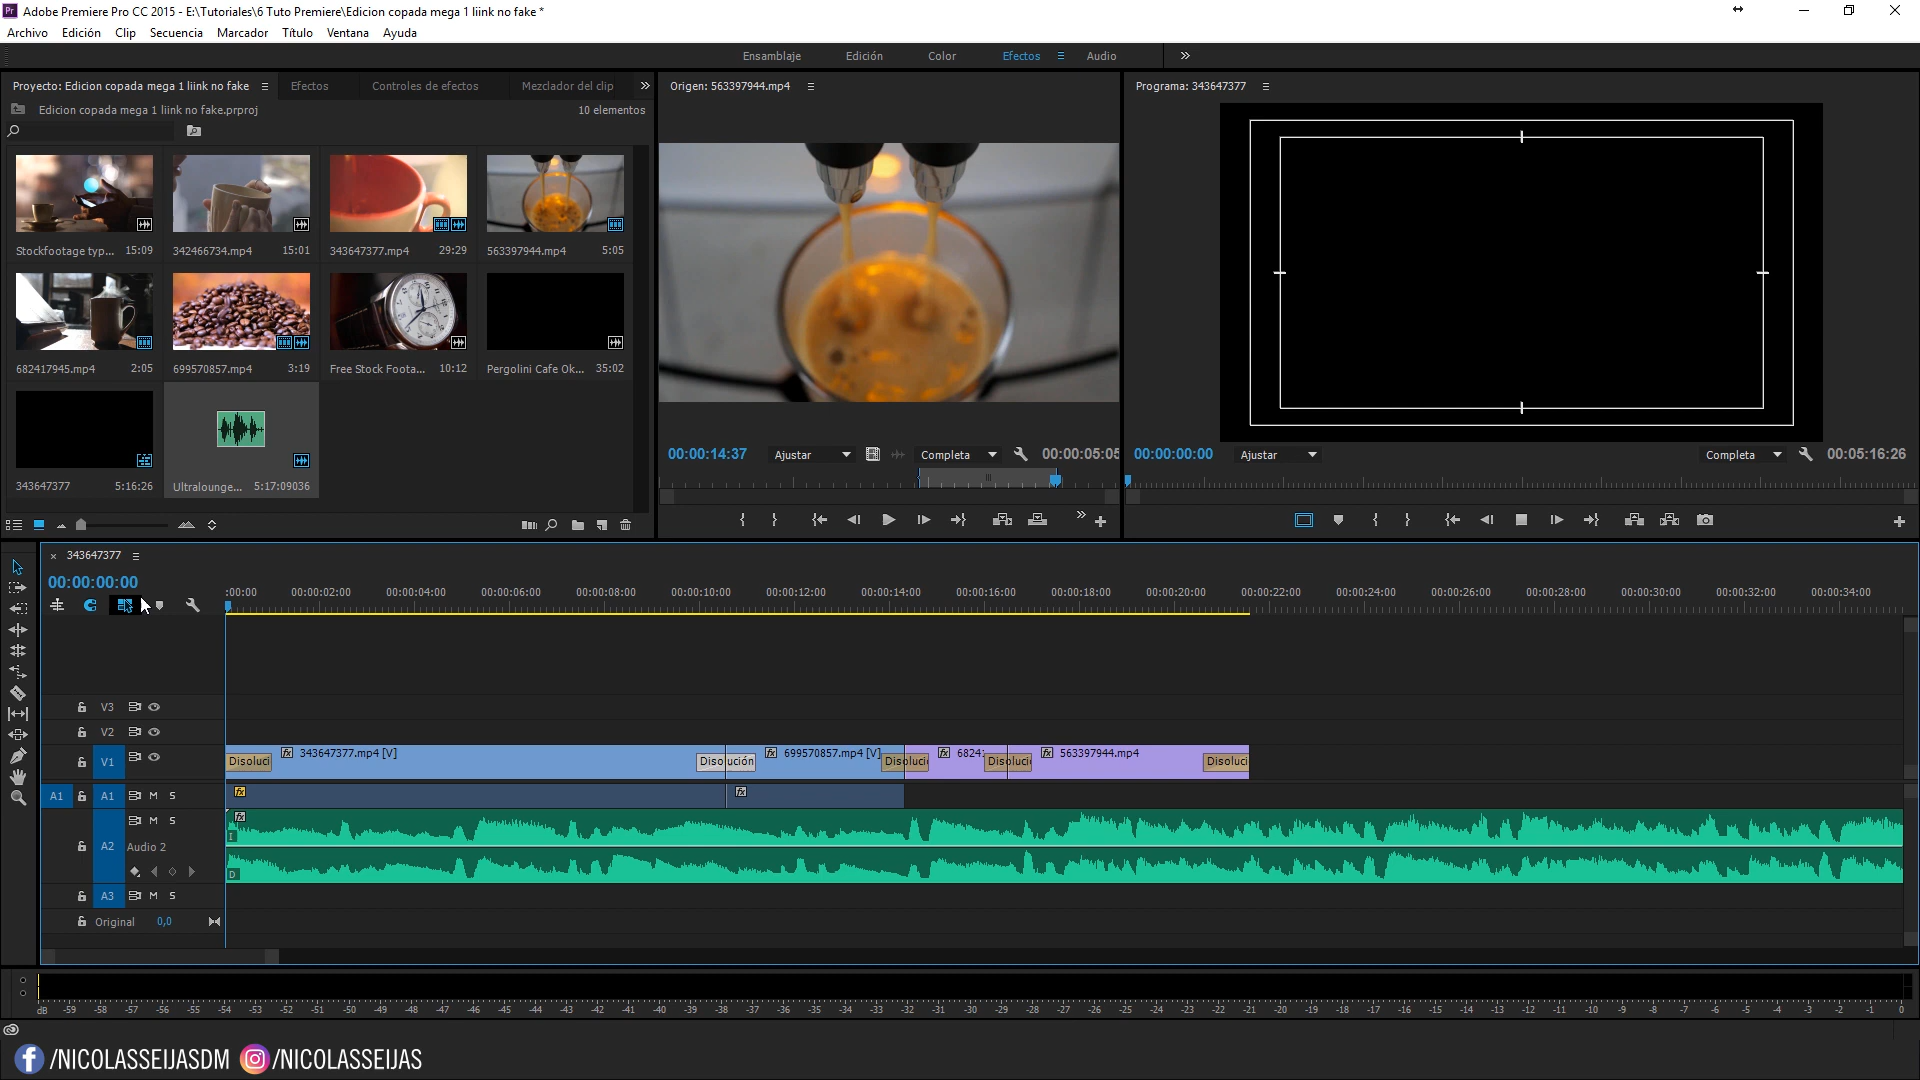 Pr Adobe Premiere Pro CC 2015 - E:\Tutoriales\6 Tuto Premiere\Edicion copada mega 1 liink no fake *
Archivo Edición Clip Secuencia Marcador Título Ventana Ayuda
Ensamblaje Edición Color Efectos Audio
Proyecto: Edicion copada mega 1 liink no fake Efectos Controles de efectos Mezclador del clip
Origen: 563397944.mp4
Programa: 343647377
Edicion copada mega 1 liink no fake.prproj 10 elementos
Stockfootage typ... 15:09 342466734.mp4 15:01 343647377.mp4 29:29 563397944.mp4 5:05
682417945.mp4 2:05 699570857.mp4 3:19 Free Stock Foota... 10:12 Pergolini Cafe Ok... 35:02
343647377 5:16:26 Ultralounge... 5:17:09036
00:00:14:37 Ajustar Completa 00:00:05:05
00:00:00:00 Ajustar Completa 00:05:16:26
× 343647377
00:00:00:00
:00:00 00:00:02:00 00:00:04:00 00:00:06:00 00:00:08:00 00:00:10:00 00:00:12:00 00:00:14:00 00:00:16:00 00:00:18:00 00:00:20:00 00:00:22:00 00:00:24:00 00:00:26:00 00:00:28:00 00:00:30:00 00:00:32:00 00:00:34:00
V3
V2
V1 Disoluci fx 343647377.mp4 [V] Disolución fx 699570857.mp4 [V] Disoluci fx 6824 Disoluci fx 563397944.mp4 Disoluci
A1 A1 M S fx fx
M S fx
I
A2 Audio 2
D
A3 M S
Original 0,0
dB -59 -58 -57 -56 -55 -54 -53 -52 -51 -50 -49 -48 -47 -46 -45 -44 -43 -42 -41 -40 -39 -38 -37 -36 -35 -34 -33 -32 -31 -30 -29 -28 -27 -26 -25 -24 -23 -22 -21 -20 -19 -18 -17 -16 -15 -14 -13 -12 -11 -10 -9 -8 -7 -6 -5 -4 -3 -2 -1 0
f /NICOLASSEIJASDM /NICOLASSEIJAS